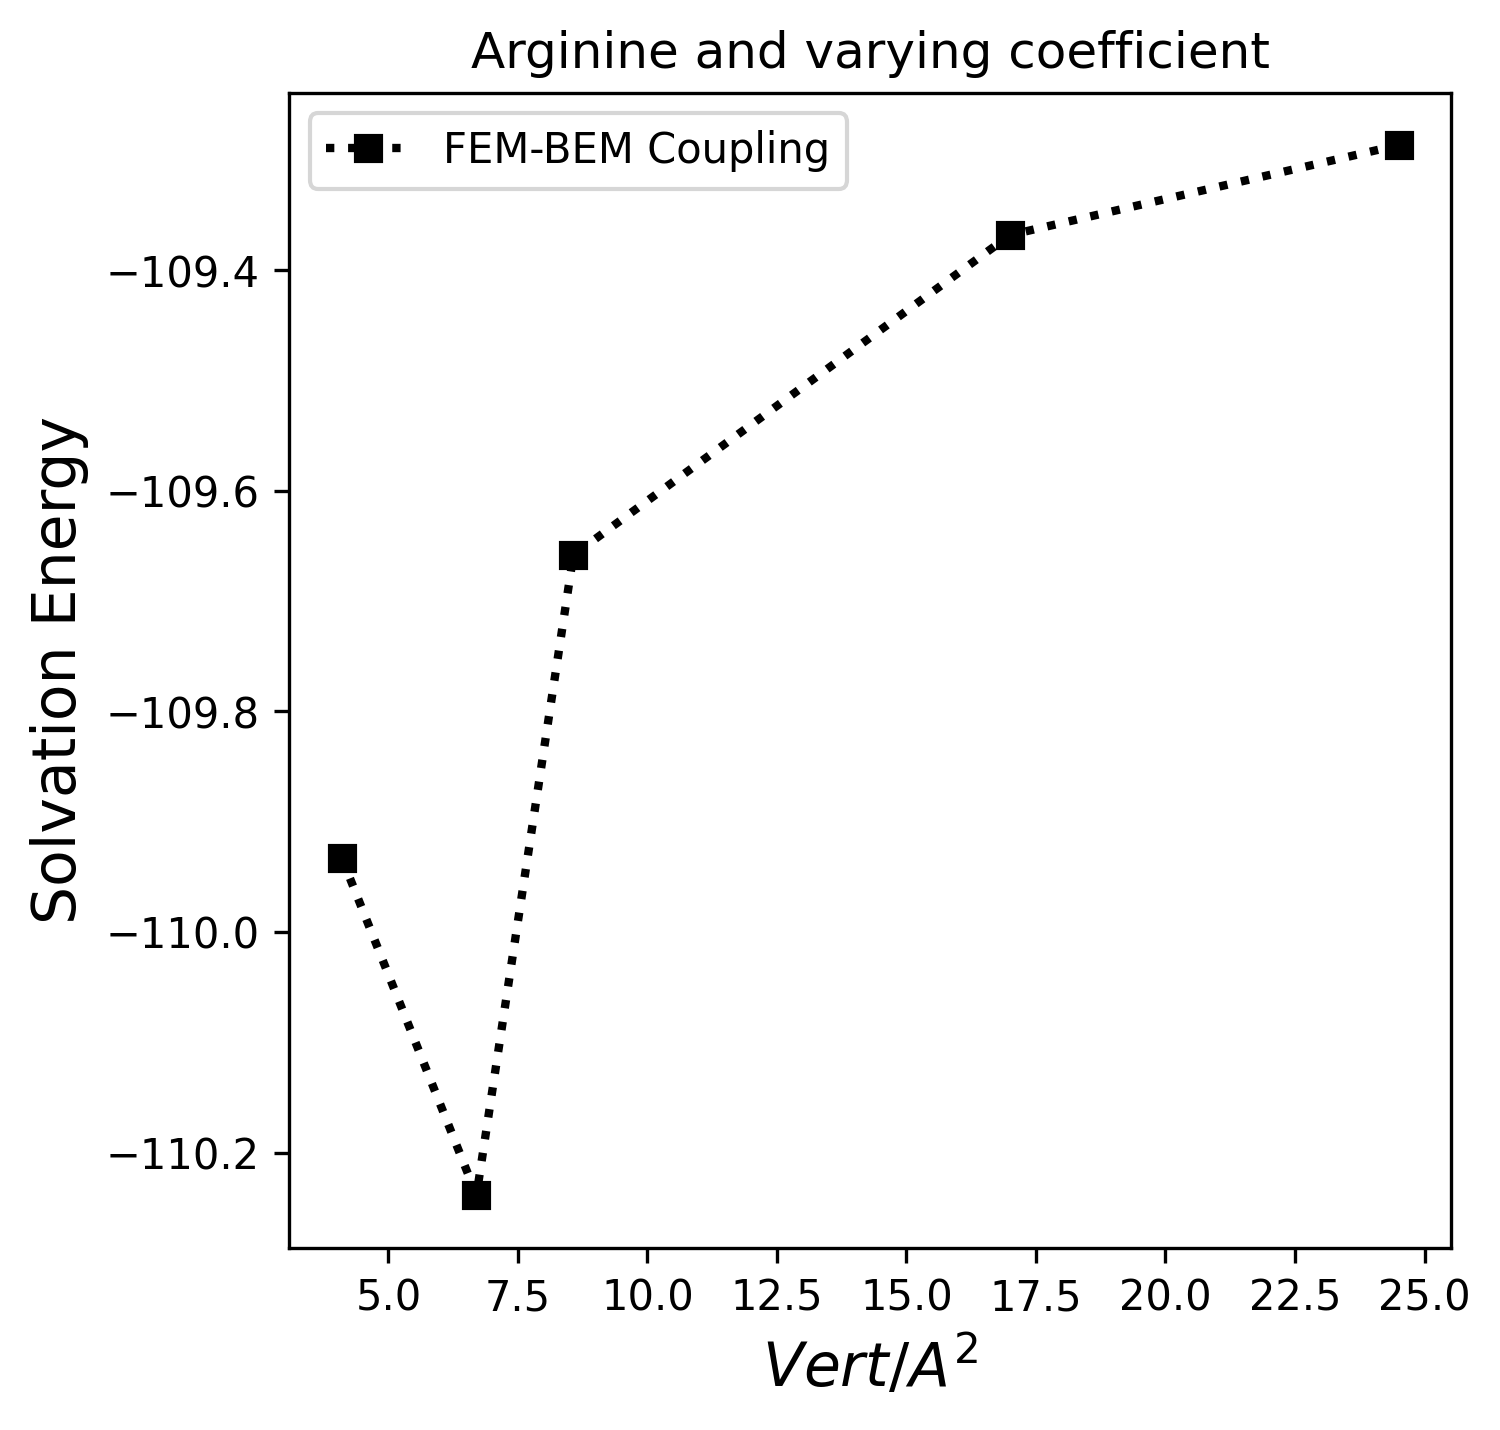 Arginine and varying coefficient
FEM-BEM Coupling
Solvation Energy
−109.4
−109.6
−109.8
−110.0
−110.2
5.0 7.5 10.0 12.5 15.0 17.5 20.0 22.5 25.0
Vert/A²